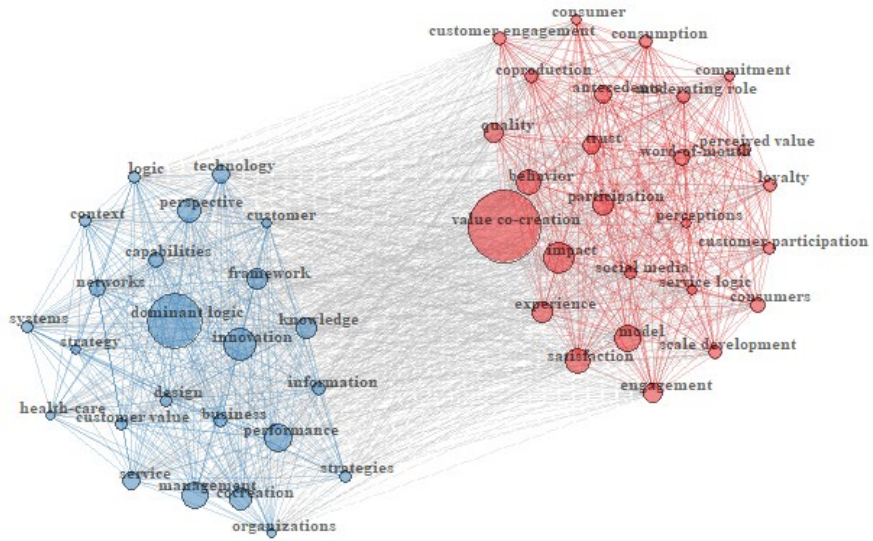 consumer
customer engagement
consumption
coproduction
commitment
antecedents
moderating role
quality
trust
perceived value
word-of-mouth
behavior
loyalty
participation
value co-creation
perceptions
impact
customer participation
social media
service logic
experience
consumers
model
satisfaction
scale development
engagement
logic
technology
perspective
context
customer
capabilities
framework
networks
dominant logic
systems
knowledge
strategy
innovation
design
information
health-care
customer value
business
performance
service
strategies
management
cocreation
organizations